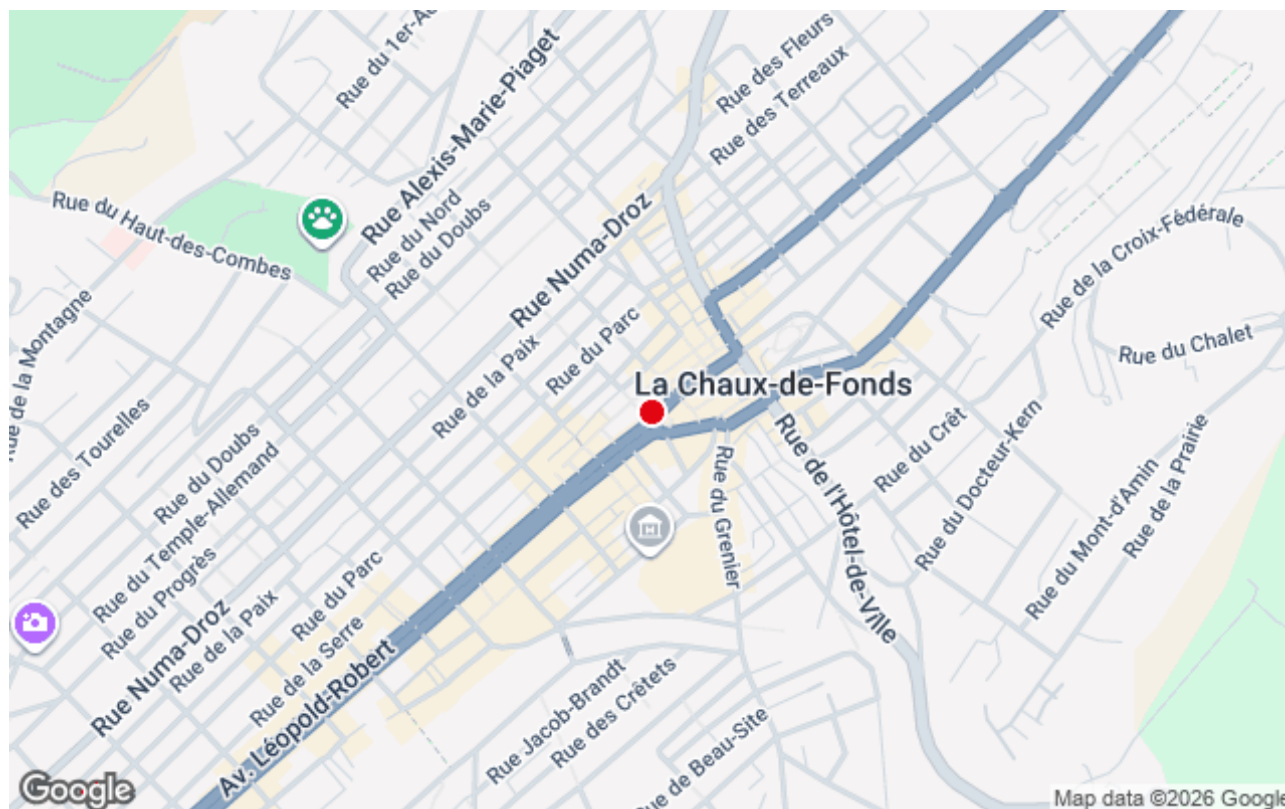 Rue du 1er-A
Rue Alexis-Marie-Piaget
Rue des Fleurs
Rue des Terreaux
Rue du Haut-des-Combes
Rue du Nord
Rue du Doubs
Rue Numa-Droz
Rue de la Croix-Fédérale
Rue de la Montagne
Rue de la Paix
Rue du Parc
Rue du Chalet
La Chaux-de-Fonds
Rue des Tourelles
Rue du Doubs
Rue du Temple-Allemand
Rue du Progrès
Rue du Crêt
Rue du Docteur-Kern
Rue de l'Hôtel-de-Ville
Rue du Grenier
Rue du Mont-d'Amin
Rue de la Prairie
Rue du Parc
Rue de la Paix
Rue Numa-Droz
Rue de la Serre
Av. Léopold-Robert
Rue Jacob-Brandt
Rue des Crêtets
Rue de Beau-Site
Google
Map data ©2026 Google